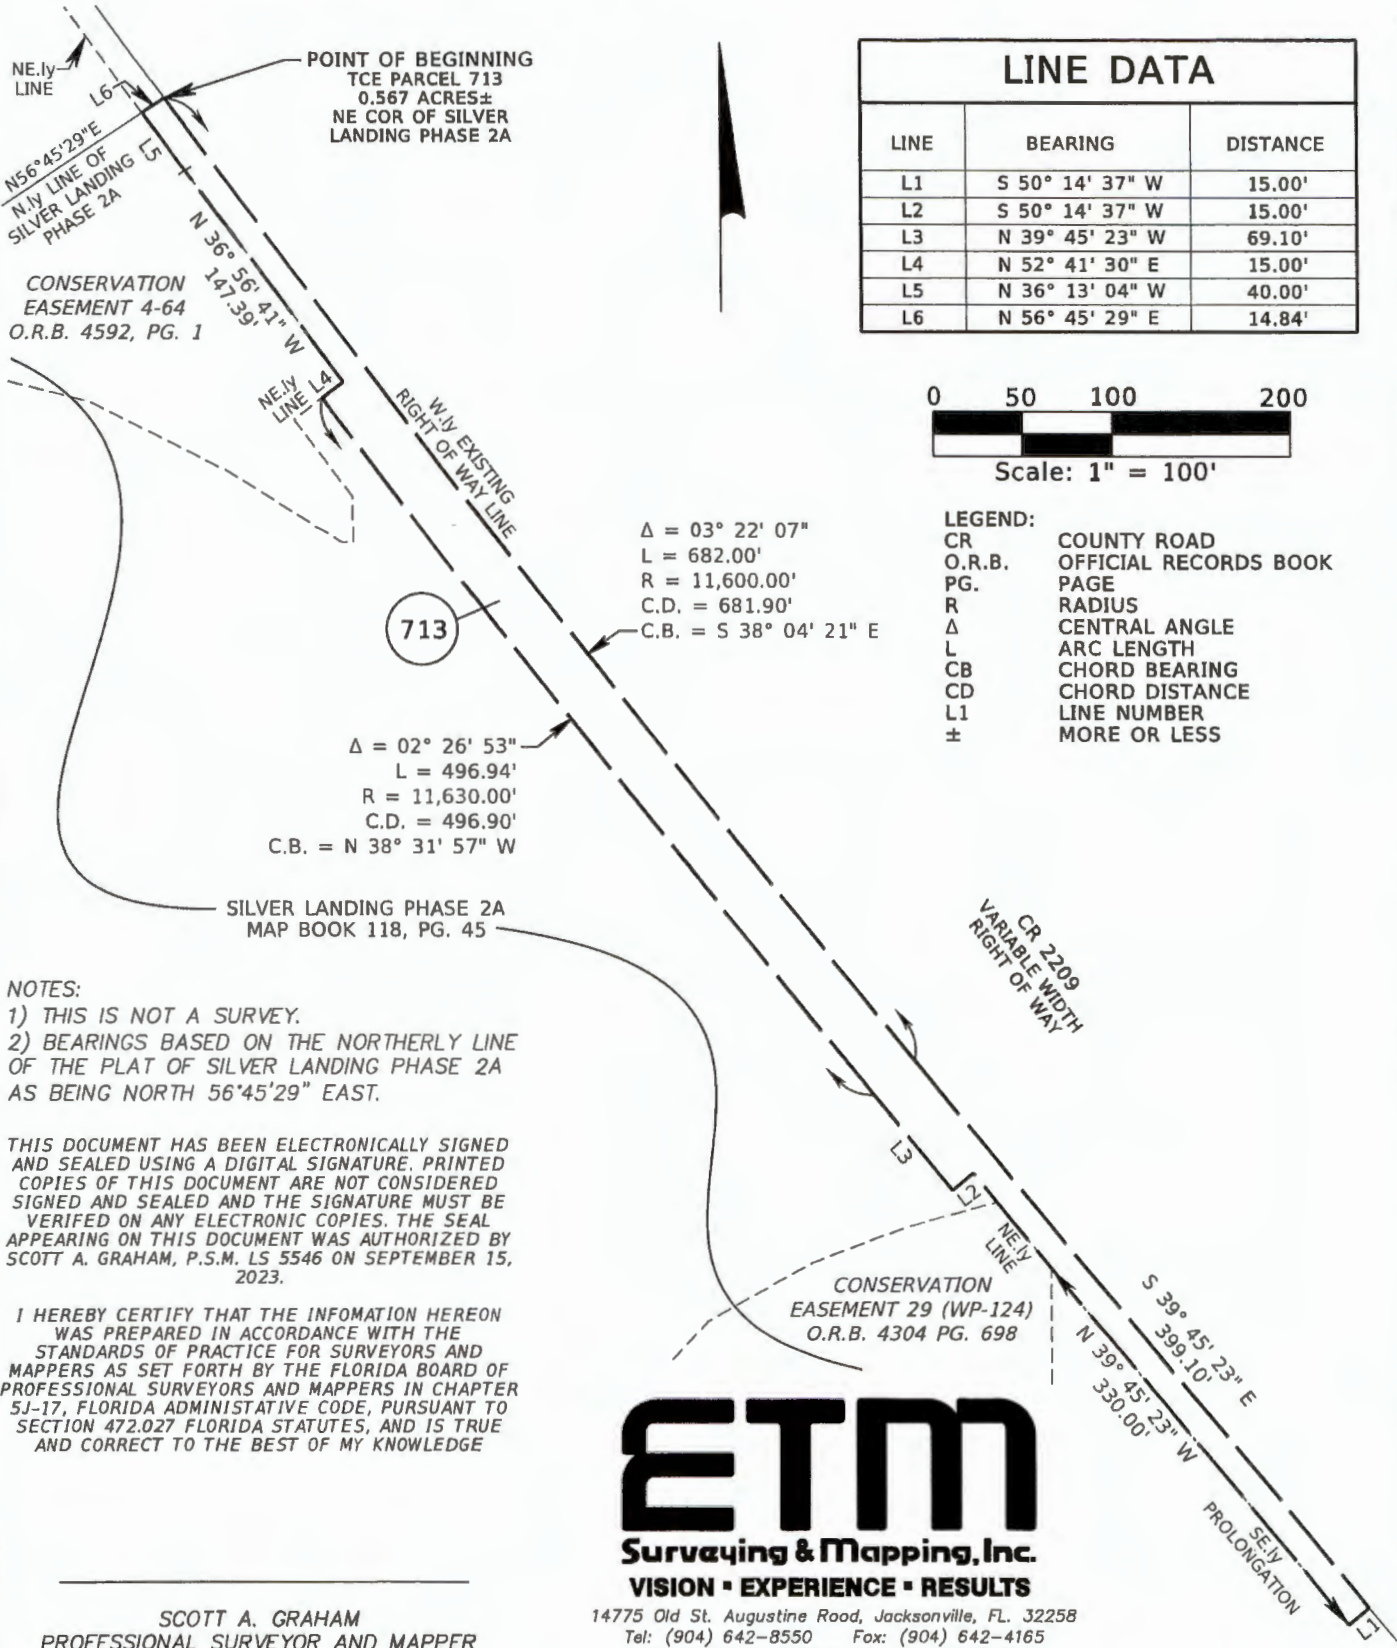 NE.ly
LINE
L6
POINT OF BEGINNING
TCE PARCEL 713
0.567 ACRES±
NE COR OF SILVER
LANDING PHASE 2A
N56°45'29"E
N.ly LINE OF
SILVER LANDING
PHASE 2A
L5
N 36° 56' 41" W
147.39'
CONSERVATION
EASEMENT 4-64
O.R.B. 4592, PG. 1
NE.ly
LINE
L4
W.ly EXISTING
RIGHT OF WAY LINE
LINE DATA
LINE BEARING DISTANCE
L1 S 50° 14' 37" W 15.00'
L2 S 50° 14' 37" W 15.00'
L3 N 39° 45' 23" W 69.10'
L4 N 52° 41' 30" E 15.00'
L5 N 36° 13' 04" W 40.00'
L6 N 56° 45' 29" E 14.84'
0 50 100 200
Scale: 1" = 100'
LEGEND:
CR COUNTY ROAD
O.R.B. OFFICIAL RECORDS BOOK
PG. PAGE
R RADIUS
Δ CENTRAL ANGLE
L ARC LENGTH
CB CHORD BEARING
CD CHORD DISTANCE
L1 LINE NUMBER
± MORE OR LESS
Δ = 03° 22' 07"
L = 682.00'
R = 11,600.00'
C.D. = 681.90'
C.B. = S 38° 04' 21" E
713
Δ = 02° 26' 53"
L = 496.94'
R = 11,630.00'
C.D. = 496.90'
C.B. = N 38° 31' 57" W
SILVER LANDING PHASE 2A
MAP BOOK 118, PG. 45
CR 2209
VARIABLE WIDTH
RIGHT OF WAY
NOTES:
1) THIS IS NOT A SURVEY.
2) BEARINGS BASED ON THE NORTHERLY LINE
OF THE PLAT OF SILVER LANDING PHASE 2A
AS BEING NORTH 56°45'29" EAST.
THIS DOCUMENT HAS BEEN ELECTRONICALLY SIGNED
AND SEALED USING A DIGITAL SIGNATURE. PRINTED
COPIES OF THIS DOCUMENT ARE NOT CONSIDERED
SIGNED AND SEALED AND THE SIGNATURE MUST BE
VERIFED ON ANY ELECTRONIC COPIES. THE SEAL
APPEARING ON THIS DOCUMENT WAS AUTHORIZED BY
SCOTT A. GRAHAM, P.S.M. LS 5546 ON SEPTEMBER 15,
2023.
I HEREBY CERTIFY THAT THE INFOMATION HEREON
WAS PREPARED IN ACCORDANCE WITH THE
STANDARDS OF PRACTICE FOR SURVEYORS AND
MAPPERS AS SET FORTH BY THE FLORIDA BOARD OF
PROFESSIONAL SURVEYORS AND MAPPERS IN CHAPTER
5J-17, FLORIDA ADMINISTATIVE CODE, PURSUANT TO
SECTION 472.027 FLORIDA STATUTES, AND IS TRUE
AND CORRECT TO THE BEST OF MY KNOWLEDGE
L3
L2
NE.ly
LINE
CONSERVATION
EASEMENT 29 (WP-124)
O.R.B. 4304 PG. 698
S 39° 45' 23" E
399.10'
N 39° 45' 23" W
330.00'
SE.ly
PROLONGATION
L1
ETM
Surveying & Mapping, Inc.
VISION ▪ EXPERIENCE ▪ RESULTS
14775 Old St. Augustine Road, Jacksonville, FL. 32258
Tel: (904) 642-8550 Fax: (904) 642-4165
SCOTT A. GRAHAM
PROFESSIONAL SURVEYOR AND MAPPER